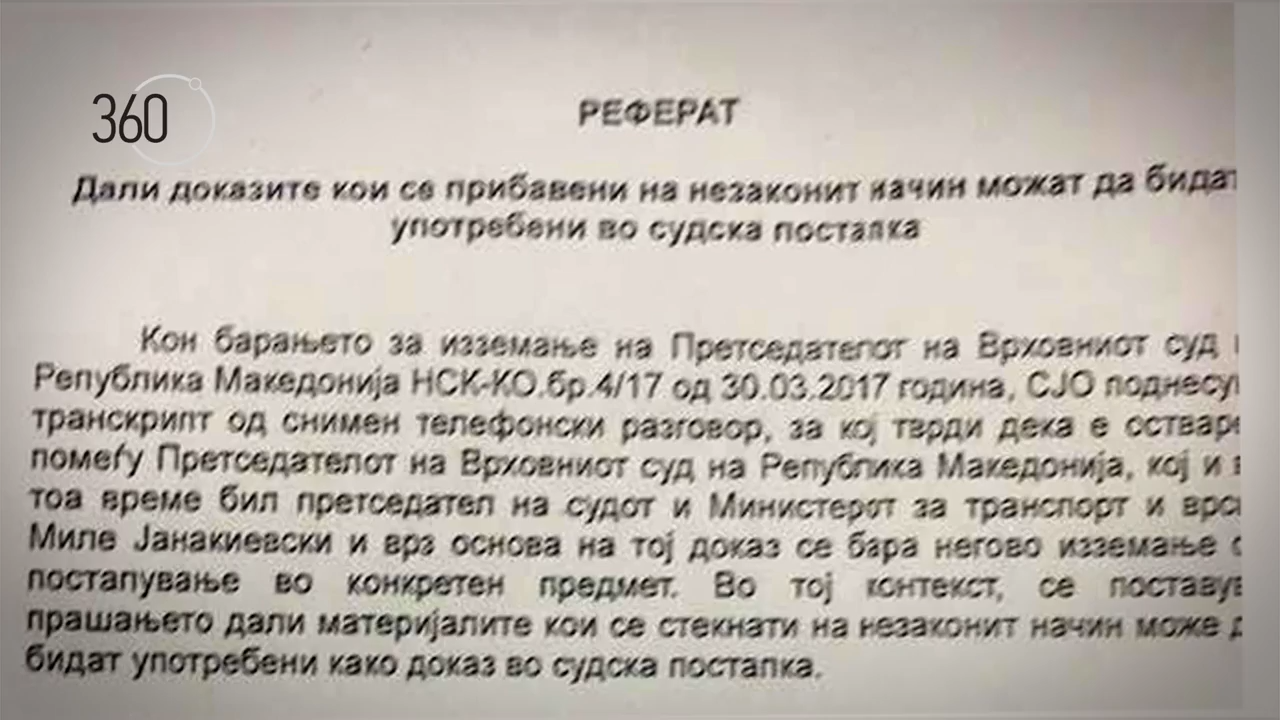 360
РЕФЕРАТ
Дали доказите кои се прибавени на незаконит начин можат да бидат
употребени во судска постапка
Кон барањето за изземање на Претседателот на Врховниот суд
Република Македонија НСК-КО.бр.4/17 од 30.03.2017 година, СЈО
транскрипт од снимен телефонски разговор, за кој тврди дека е
помеѓу Претседателот на Врховниот суд на Република Македонија, кој и
тоа време бил претседател на судот и Министерот за транспорт и
Миле Јанакиевски и врз основа на тој доказ се бара негово изземање
постапување во конкретен предмет. Во тој контекст, се
прашањето дали материјалите кои се стекнати на незаконит начин може
бидат употребени како доказ во судска постапка.